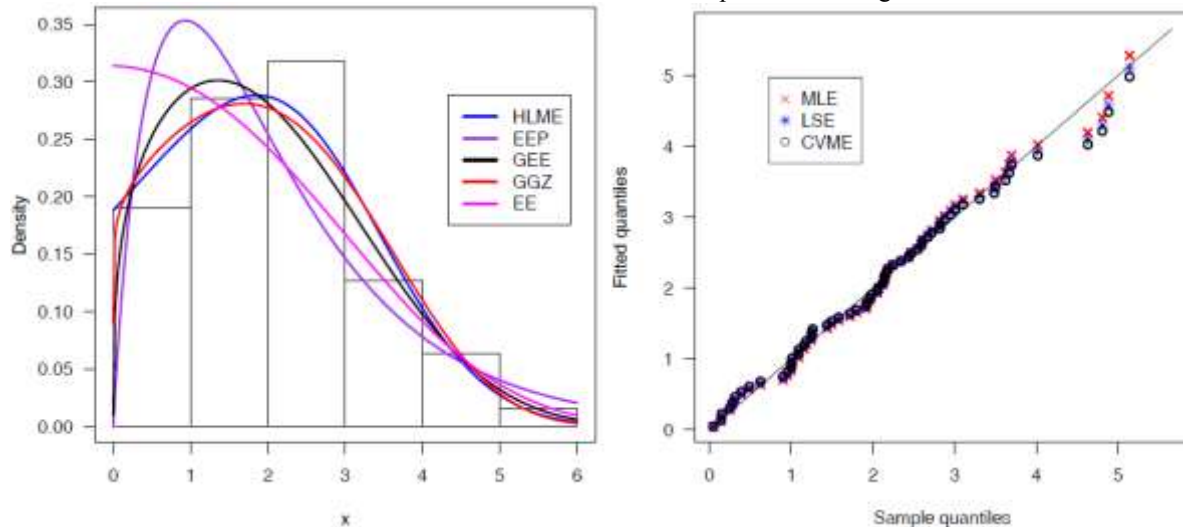 0.35
0.30
0.25
0.20
0.15
0.10
0.05
0.00
Density
HLME
EEP
GEE
GGZ
EE
0 1 2 3 4 5 6
x
5
4
3
2
1
0
Fitted quantiles
MLE
LSE
CVME
0 1 2 3 4 5
Sample quantiles